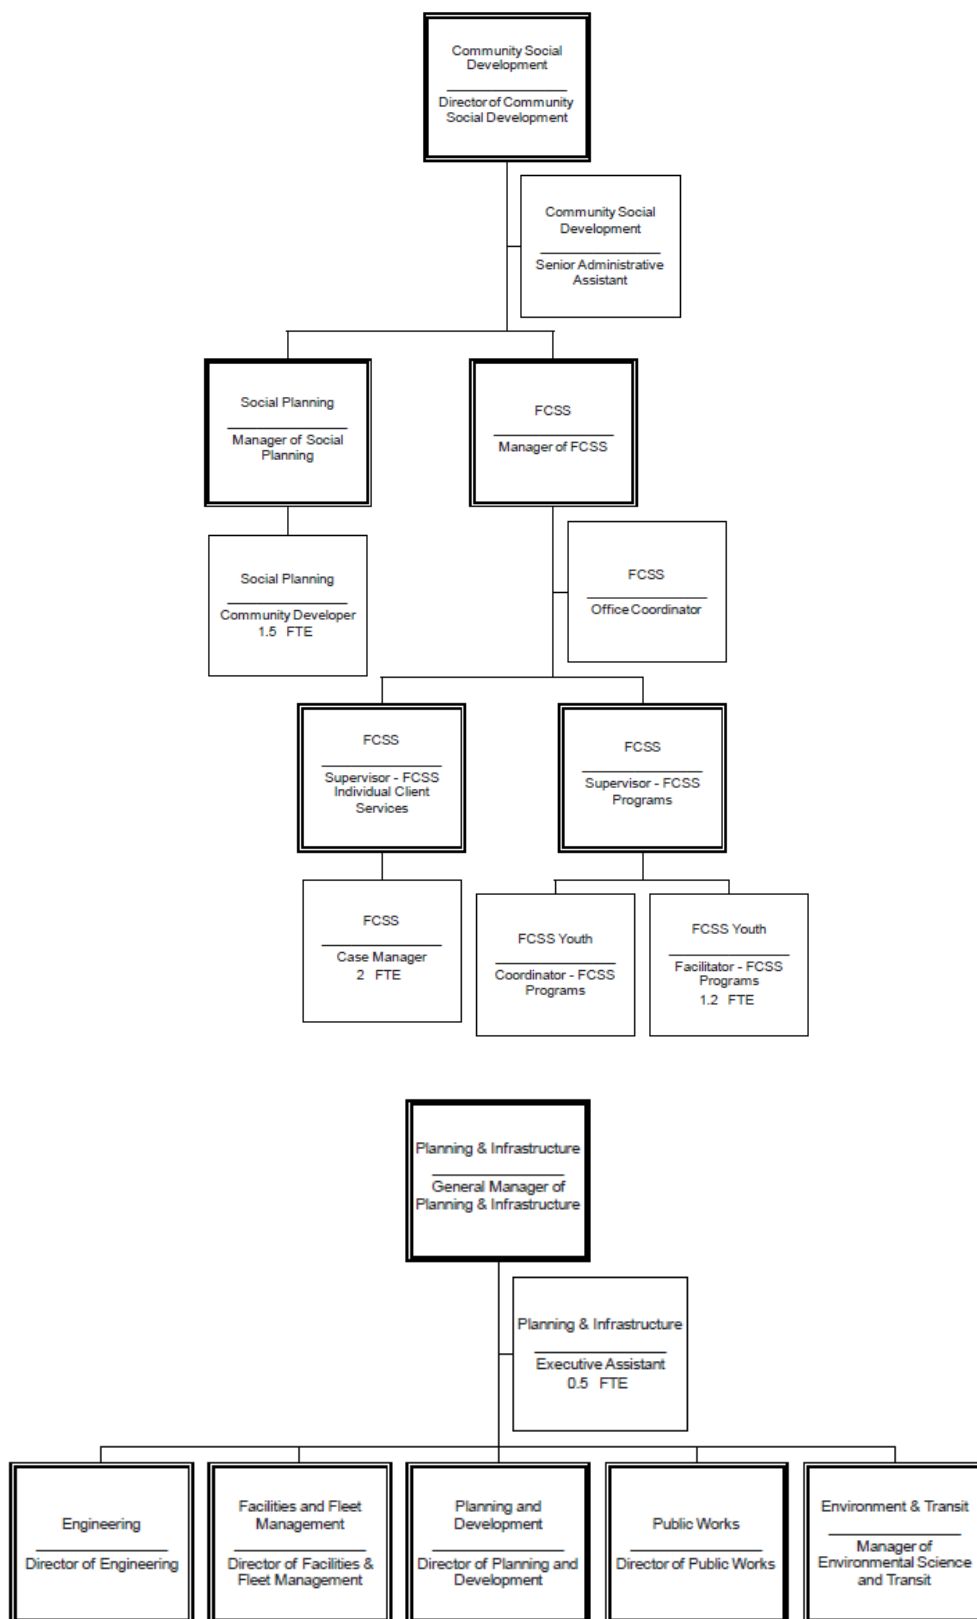 Community Social
Development
Director of Community
Social Development
Community Social
Development
Senior Administrative
Assistant
Social Planning
Manager of Social
Planning
FCSS
Manager of FCSS
Social Planning
Community Developer
1.5 FTE
FCSS
Office Coordinator
FCSS
Supervisor - FCSS
Individual Client
Services
FCSS
Supervisor - FCSS
Programs
FCSS
Case Manager
2 FTE
FCSS Youth
Coordinator - FCSS
Programs
FCSS Youth
Facilitator - FCSS
Programs
1.2 FTE
Planning & Infrastructure
General Manager of
Planning & Infrastructure
Planning & Infrastructure
Executive Assistant
0.5 FTE
Engineering
Director of Engineering
Facilities and Fleet
Management
Director of Facilities &
Fleet Management
Planning and
Development
Director of Planning and
Development
Public Works
Director of Public Works
Environment & Transit
Manager of
Environmental Science
and Transit